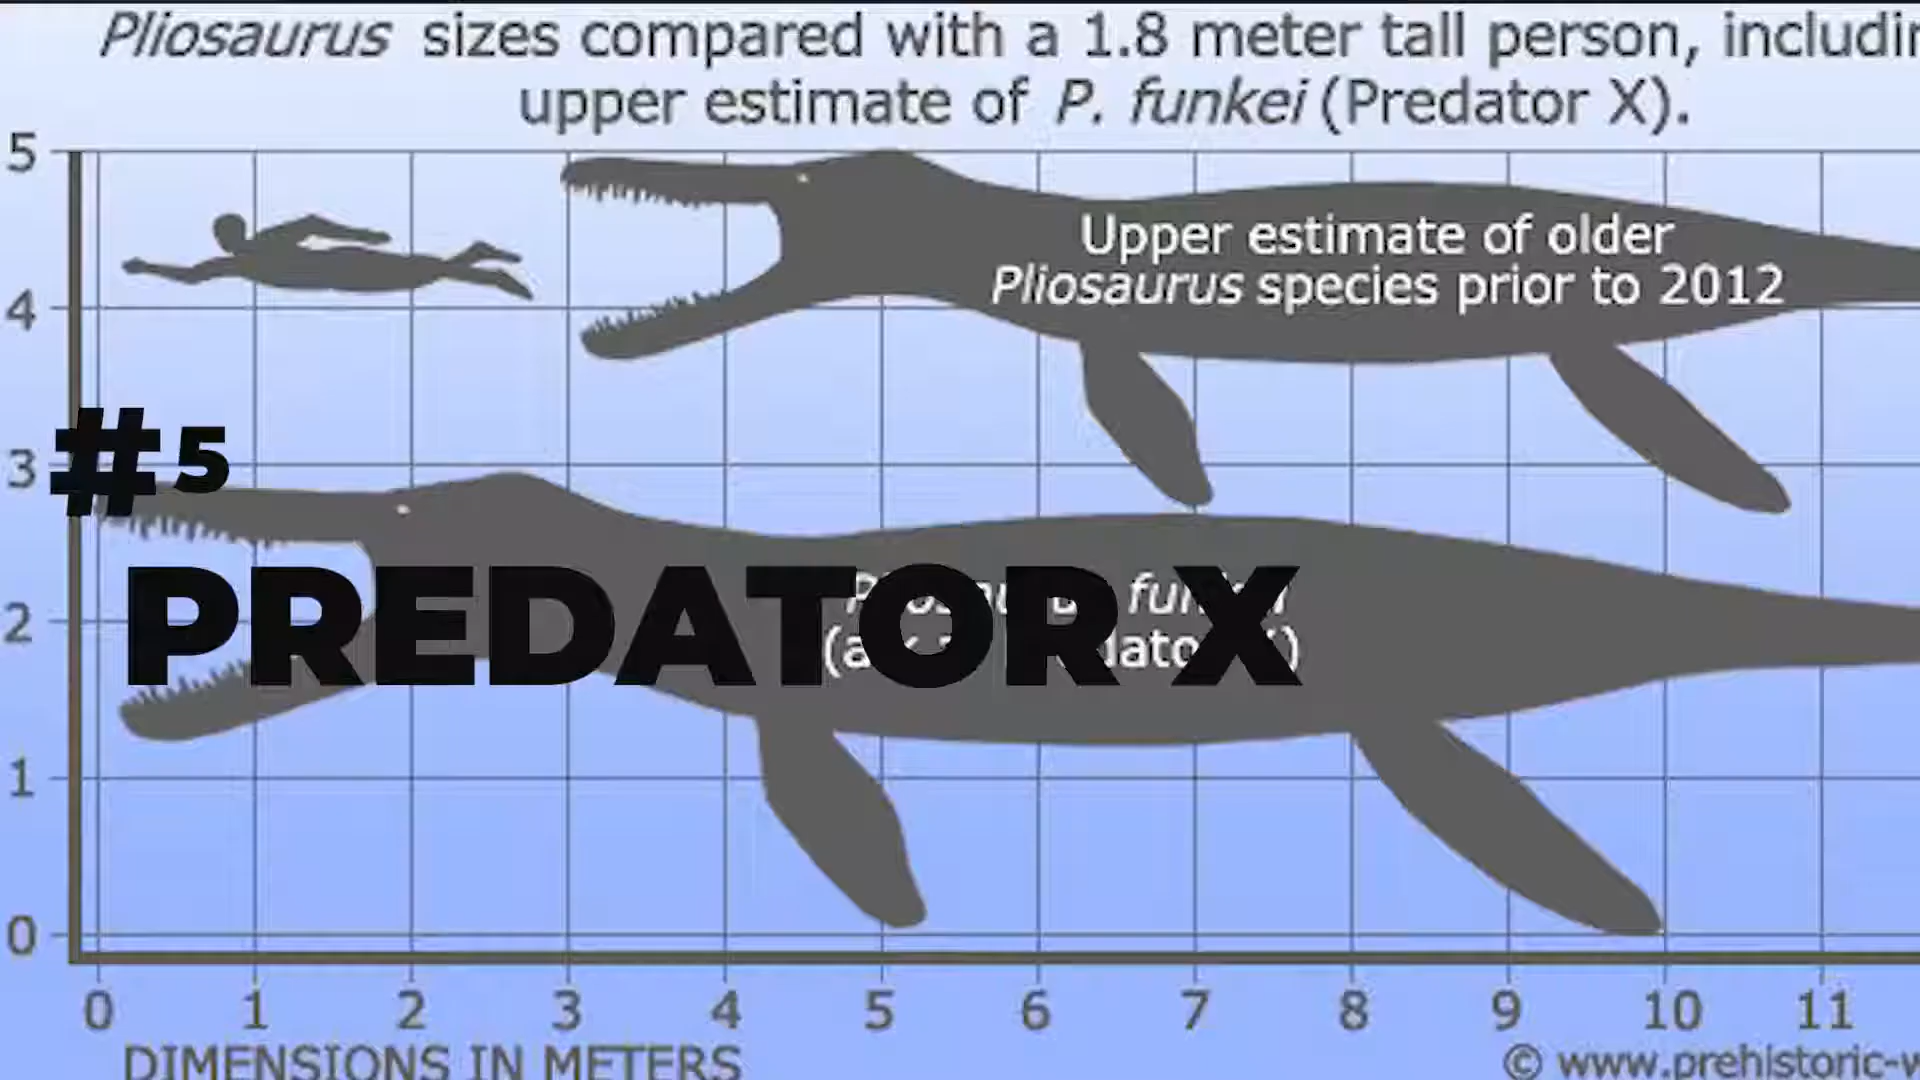 Pliosaurus sizes compared with a 1.8 meter tall person, includin
upper estimate of P. funkei (Predator X).
5
4
3
2
1
0
Upper estimate of older
Pliosaurus species prior to 2012
#5
PREDATOR X
0 1 2 3 4 5 6 7 8 9 10 11
DIMENSIONS IN METERS
© www.prehistoric-w